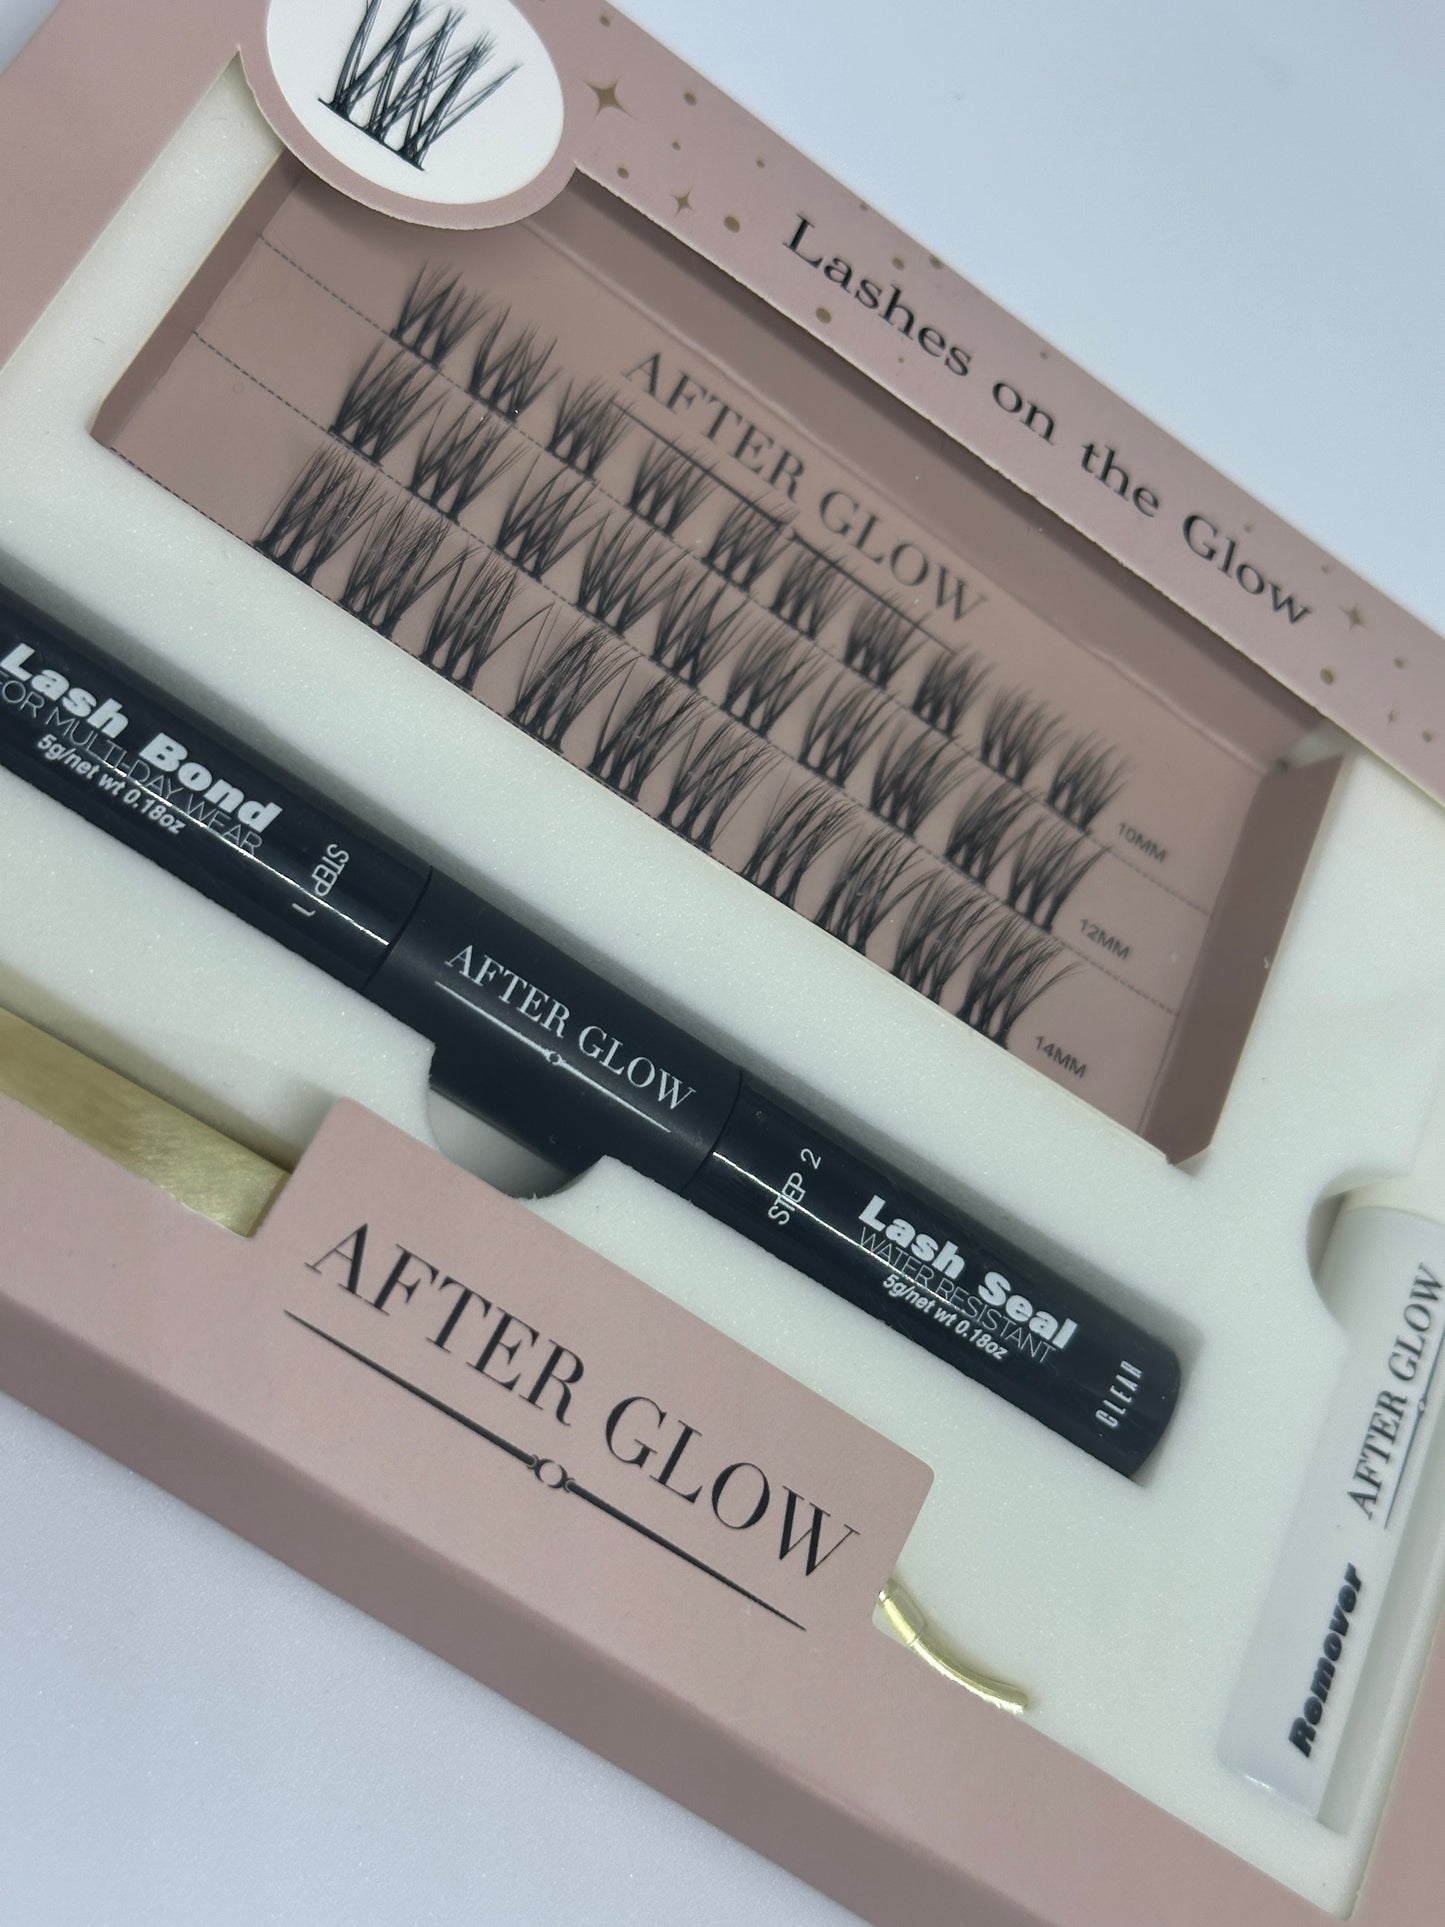 Lashes on the Glow
AFTER GLOW
10MM
12MM
14MM
Lash Bond
FOR MULTI-DAY WEAR
5g/net wt 0.18oz
STEP 1
AFTER GLOW
STEP 2
Lash Seal
WATER RESISTANT
5g/net wt 0.18oz
CLEAR
AFTER GLOW
Remover
AFTER GLOW